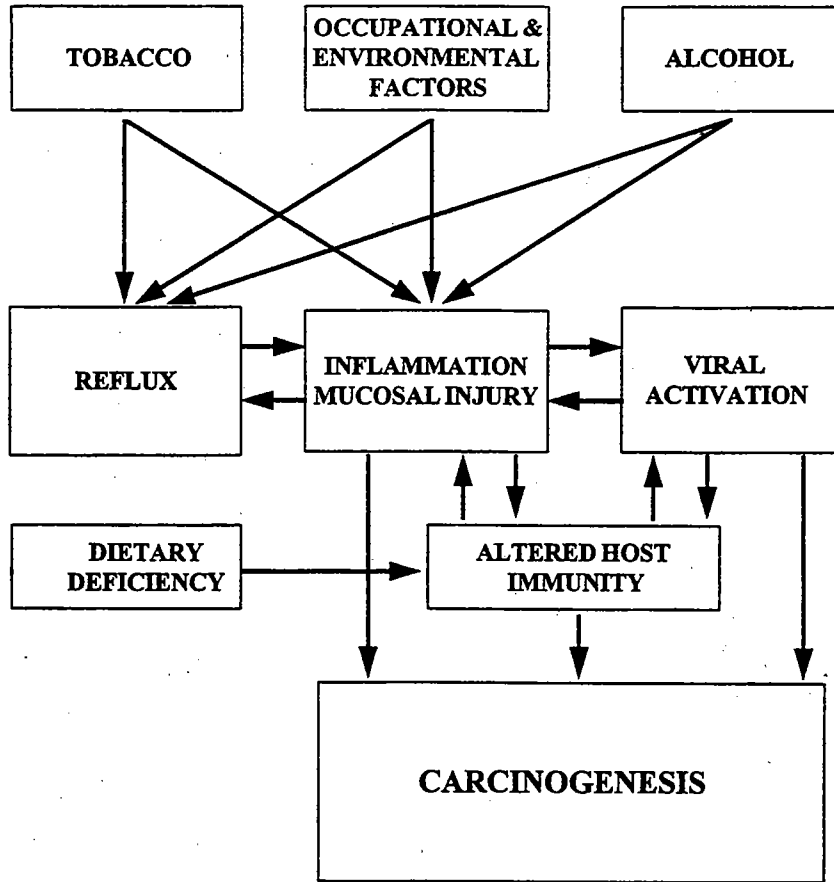 TOBACCO
OCCUPATIONAL &
ENVIRONMENTAL
FACTORS
ALCOHOL
REFLUX
INFLAMMATION
MUCOSAL INJURY
VIRAL
ACTIVATION
DIETARY
DEFICIENCY
ALTERED HOST
IMMUNITY
CARCINOGENESIS